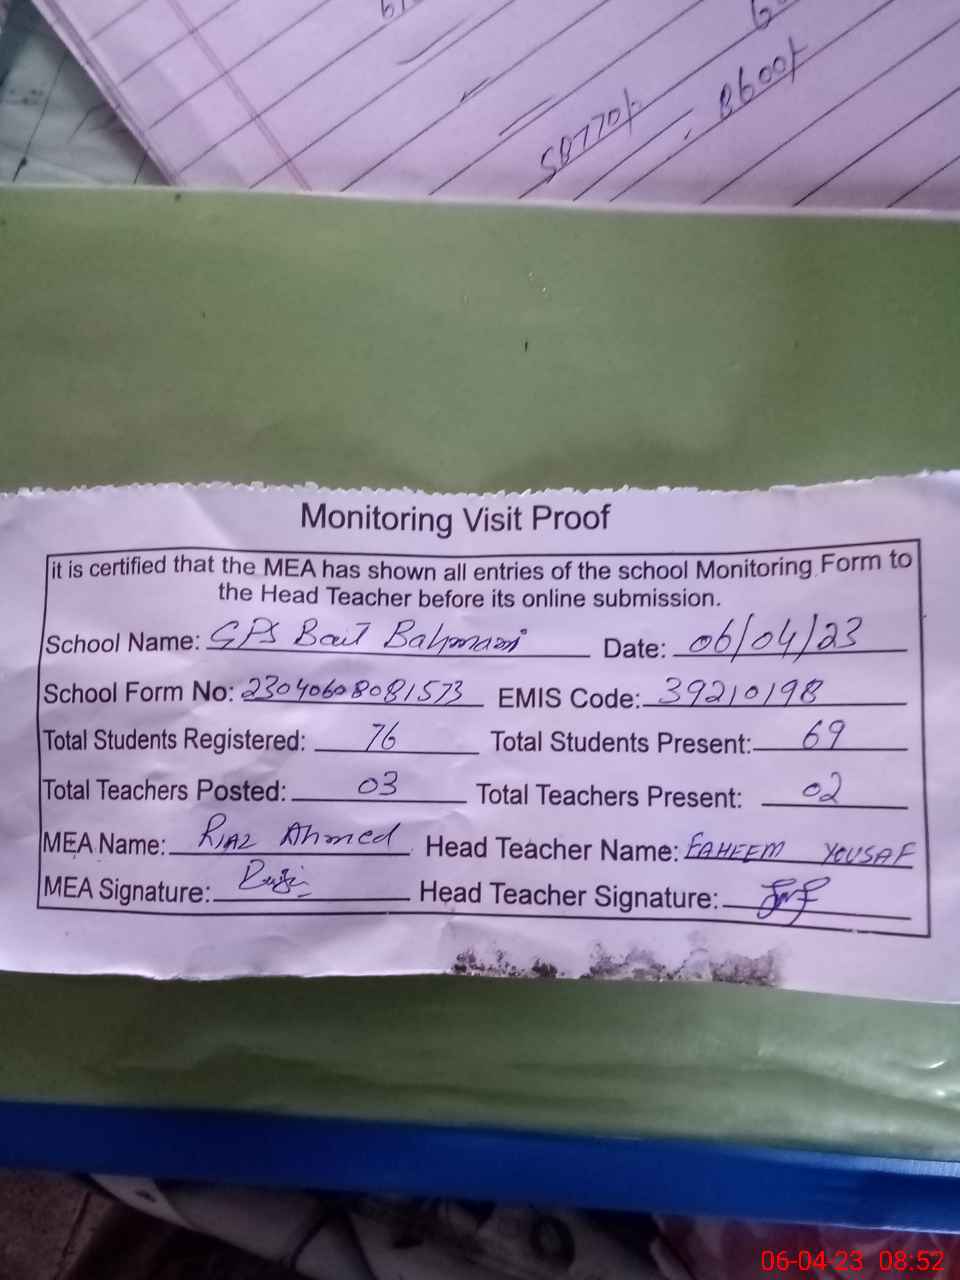 50770/-
= 8600/-
Monitoring Visit Proof
it is certified that the MEA has shown all entries of the school Monitoring Form to
the Head Teacher before its online submission.
School Name: GPS Bait Bahmani Date: 06/04/23
School Form No: 23040608081573 EMIS Code: 39210198
Total Students Registered: 76 Total Students Present: 69
Total Teachers Posted: 03 Total Teachers Present: 02
MEA Name: RIAZ Ahmed Head Teacher Name: FAHEEM YOUSAF
MEA Signature: Head Teacher Signature:
06-04-23 08:52